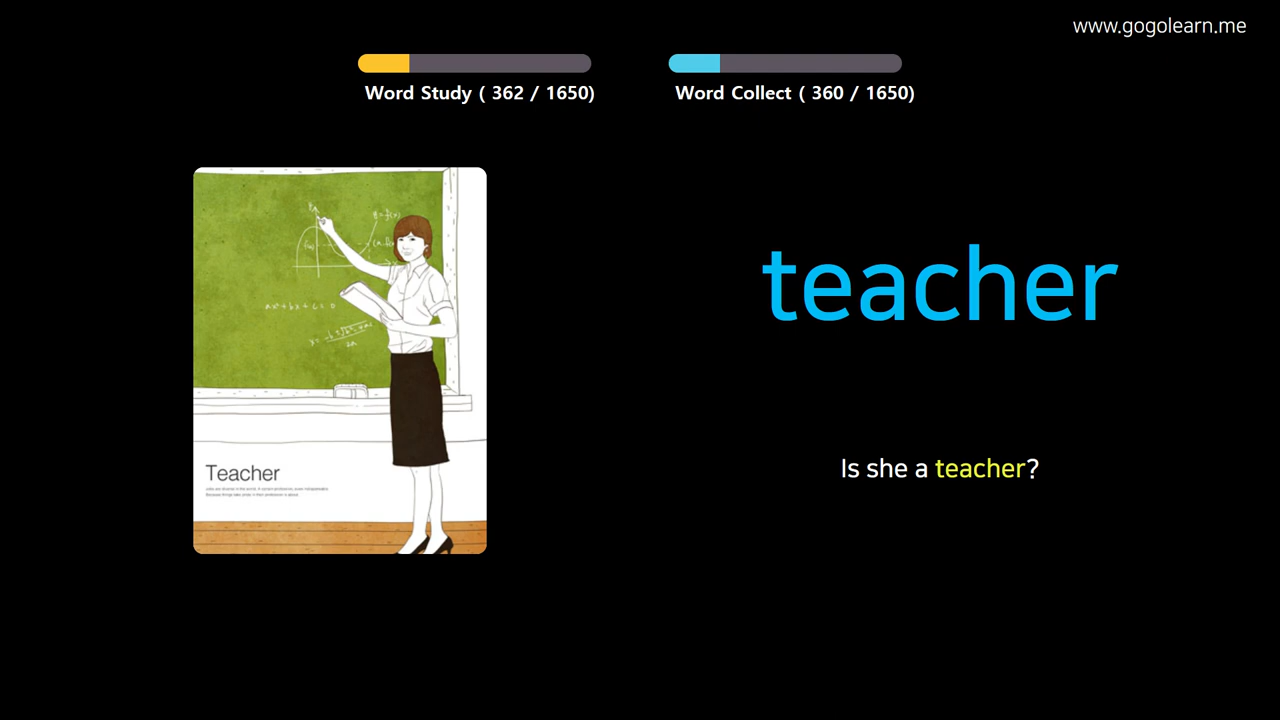 www.gogolearn.me
Word Study ( 362 / 1650)
Word Collect ( 360 / 1650)
teacher
Is she a teacher?
Teacher